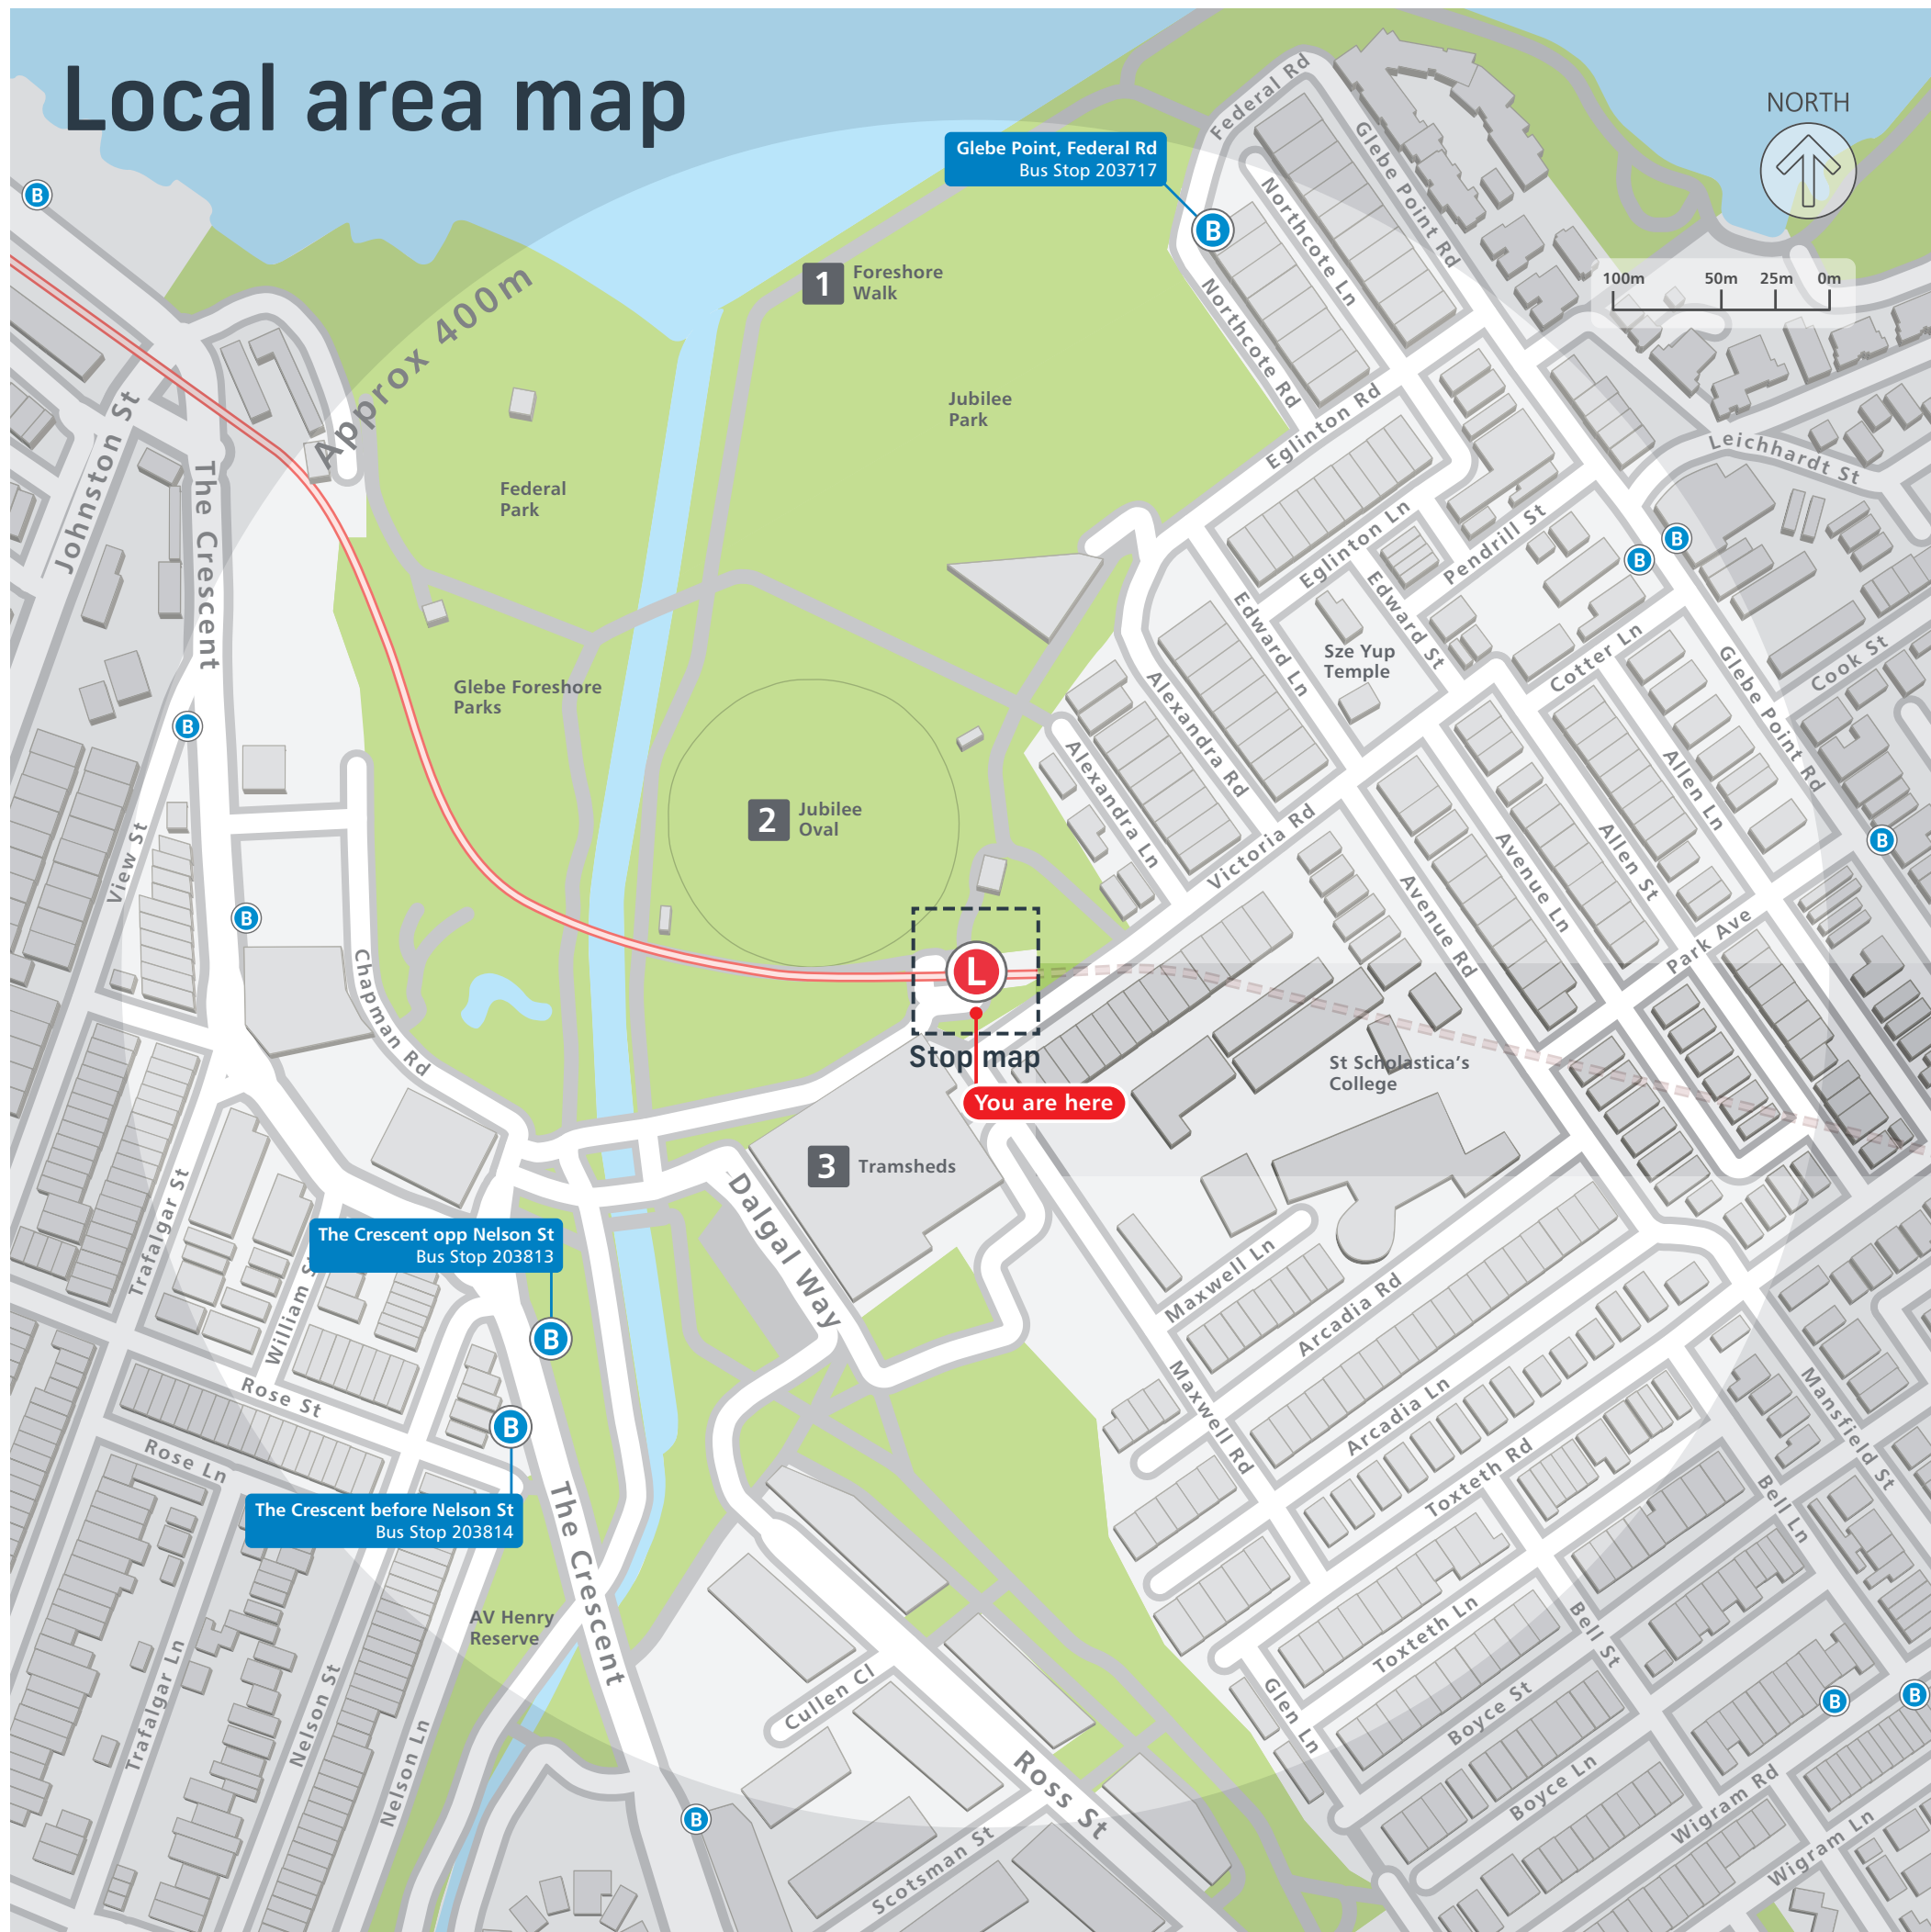 Local area map
NORTH
100m 50m 25m 0m
Approx 400m
Glebe Point, Federal Rd
Bus Stop 203717
B
B
Federal Rd
Glebe Point Rd
Northcote Ln
Northcote Rd
1
Foreshore
Walk
Jubilee
Park
Federal
Park
Eglinton Rd
Leichhardt St
Johnston St
The Crescent
Eglinton Ln
Pendrill St
Edward St
Edward Ln
B
B
Sze Yup
Temple
Cotter Ln
Cook St
Glebe Point Rd
Glebe Foreshore
Parks
B
Alexandra Rd
Alexandra Ln
Allen Ln
2
Jubilee
Oval
Victoria Rd
Avenue Ln
Allen St
B
View St
B
Avenue Rd
Park Ave
Chapman Rd
L
Stop map
You are here
St Scholastica's
College
3
Tramsheds
Dalgal Way
Trafalgar St
The Crescent opp Nelson St
Bus Stop 203813
B
William S
Maxwell Ln
Arcadia Rd
Rose St
B
Maxwell Rd
Arcadia Ln
Mansfield St
Rose Ln
Toxteth Rd
Bell Ln
The Crescent before Nelson St
Bus Stop 203814
The Crescent
AV Henry
Reserve
Toxteth Ln
Bell St
Trafalgar Ln
Nelson St
Nelson Ln
Cullen Cl
Glen Ln
Boyce St
B
B
Ross St
Boyce Ln
Wigram Rd
B
Scotsman St
Wigram Ln